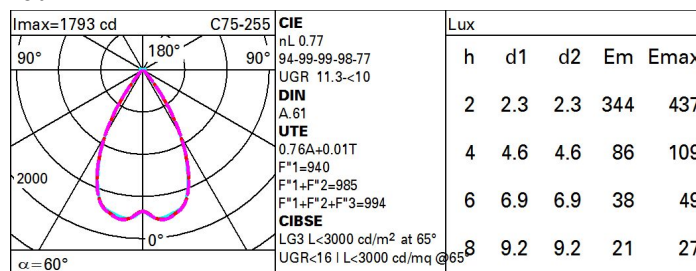 Imax=1793 cd C75-255
90° 180° 90°
2000
0°
α=60°
CIE
nL 0.77
94-99-99-98-77
UGR 11.3-<10
DIN
A.61
UTE
0.76A+0.01T
F"1=940
F"1+F"2=985
F"1+F"2+F"3=994
CIBSE
LG3 L<3000 cd/m² at 65°
UGR<16 | L<3000 cd/mq @65°
Lux
h d1 d2 Em Emax
2 2.3 2.3 344 437
4 4.6 4.6 86 109
6 6.9 6.9 38 49
8 9.2 9.2 21 27